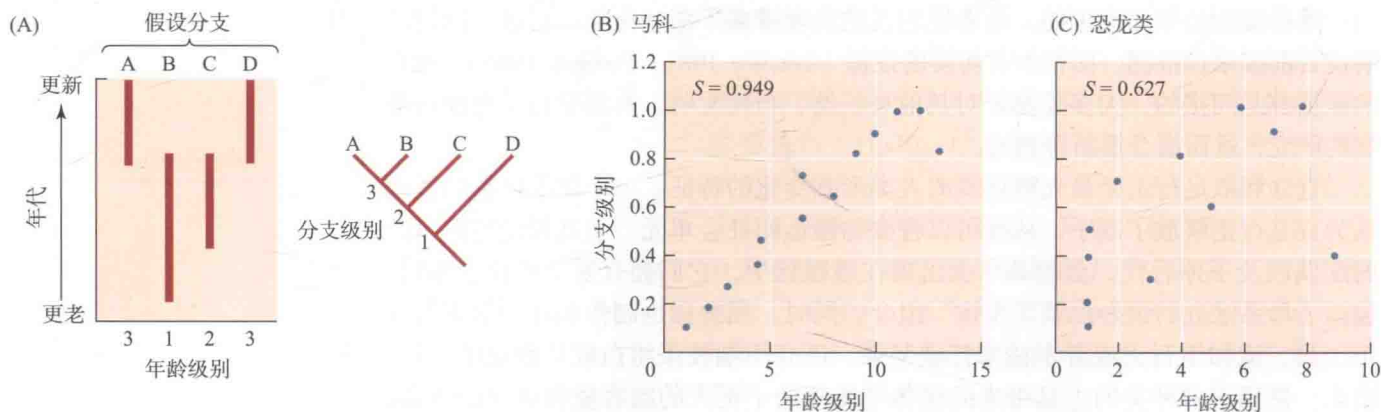 (A)
假设分支
A B C D
更新
年代
更老
3 1 2 3
年龄级别
A B C D
3
2
1
分支级别
(B) 马科
S = 0.949
1.2
1.0
0.8
0.6
0.4
0.2
0 5 10 15
分支级别
年龄级别
(C) 恐龙类
S = 0.627
0 2 4 6 8 10
年龄级别